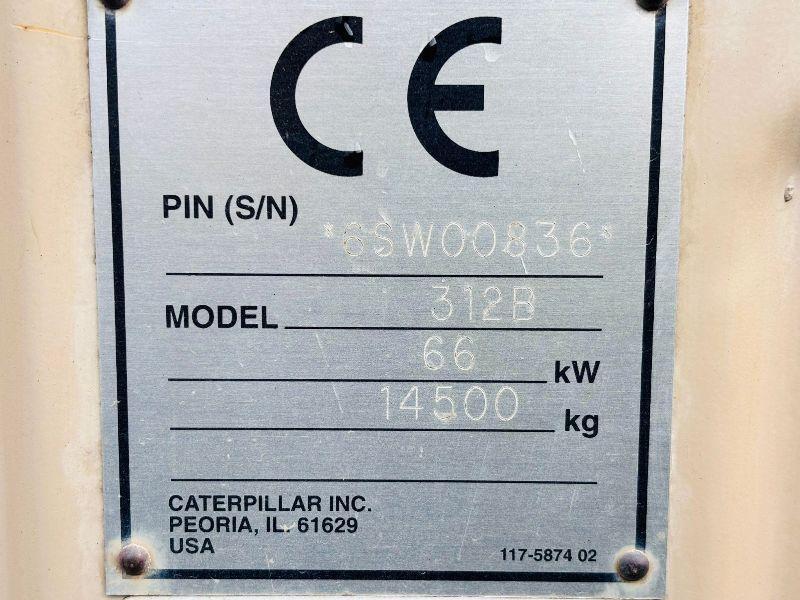 CE
PIN (S/N)
*6SW00836*
MODEL 312B
66 kW
14500 kg
CATERPILLAR INC.
PEORIA, IL. 61629
USA
117-5874 02